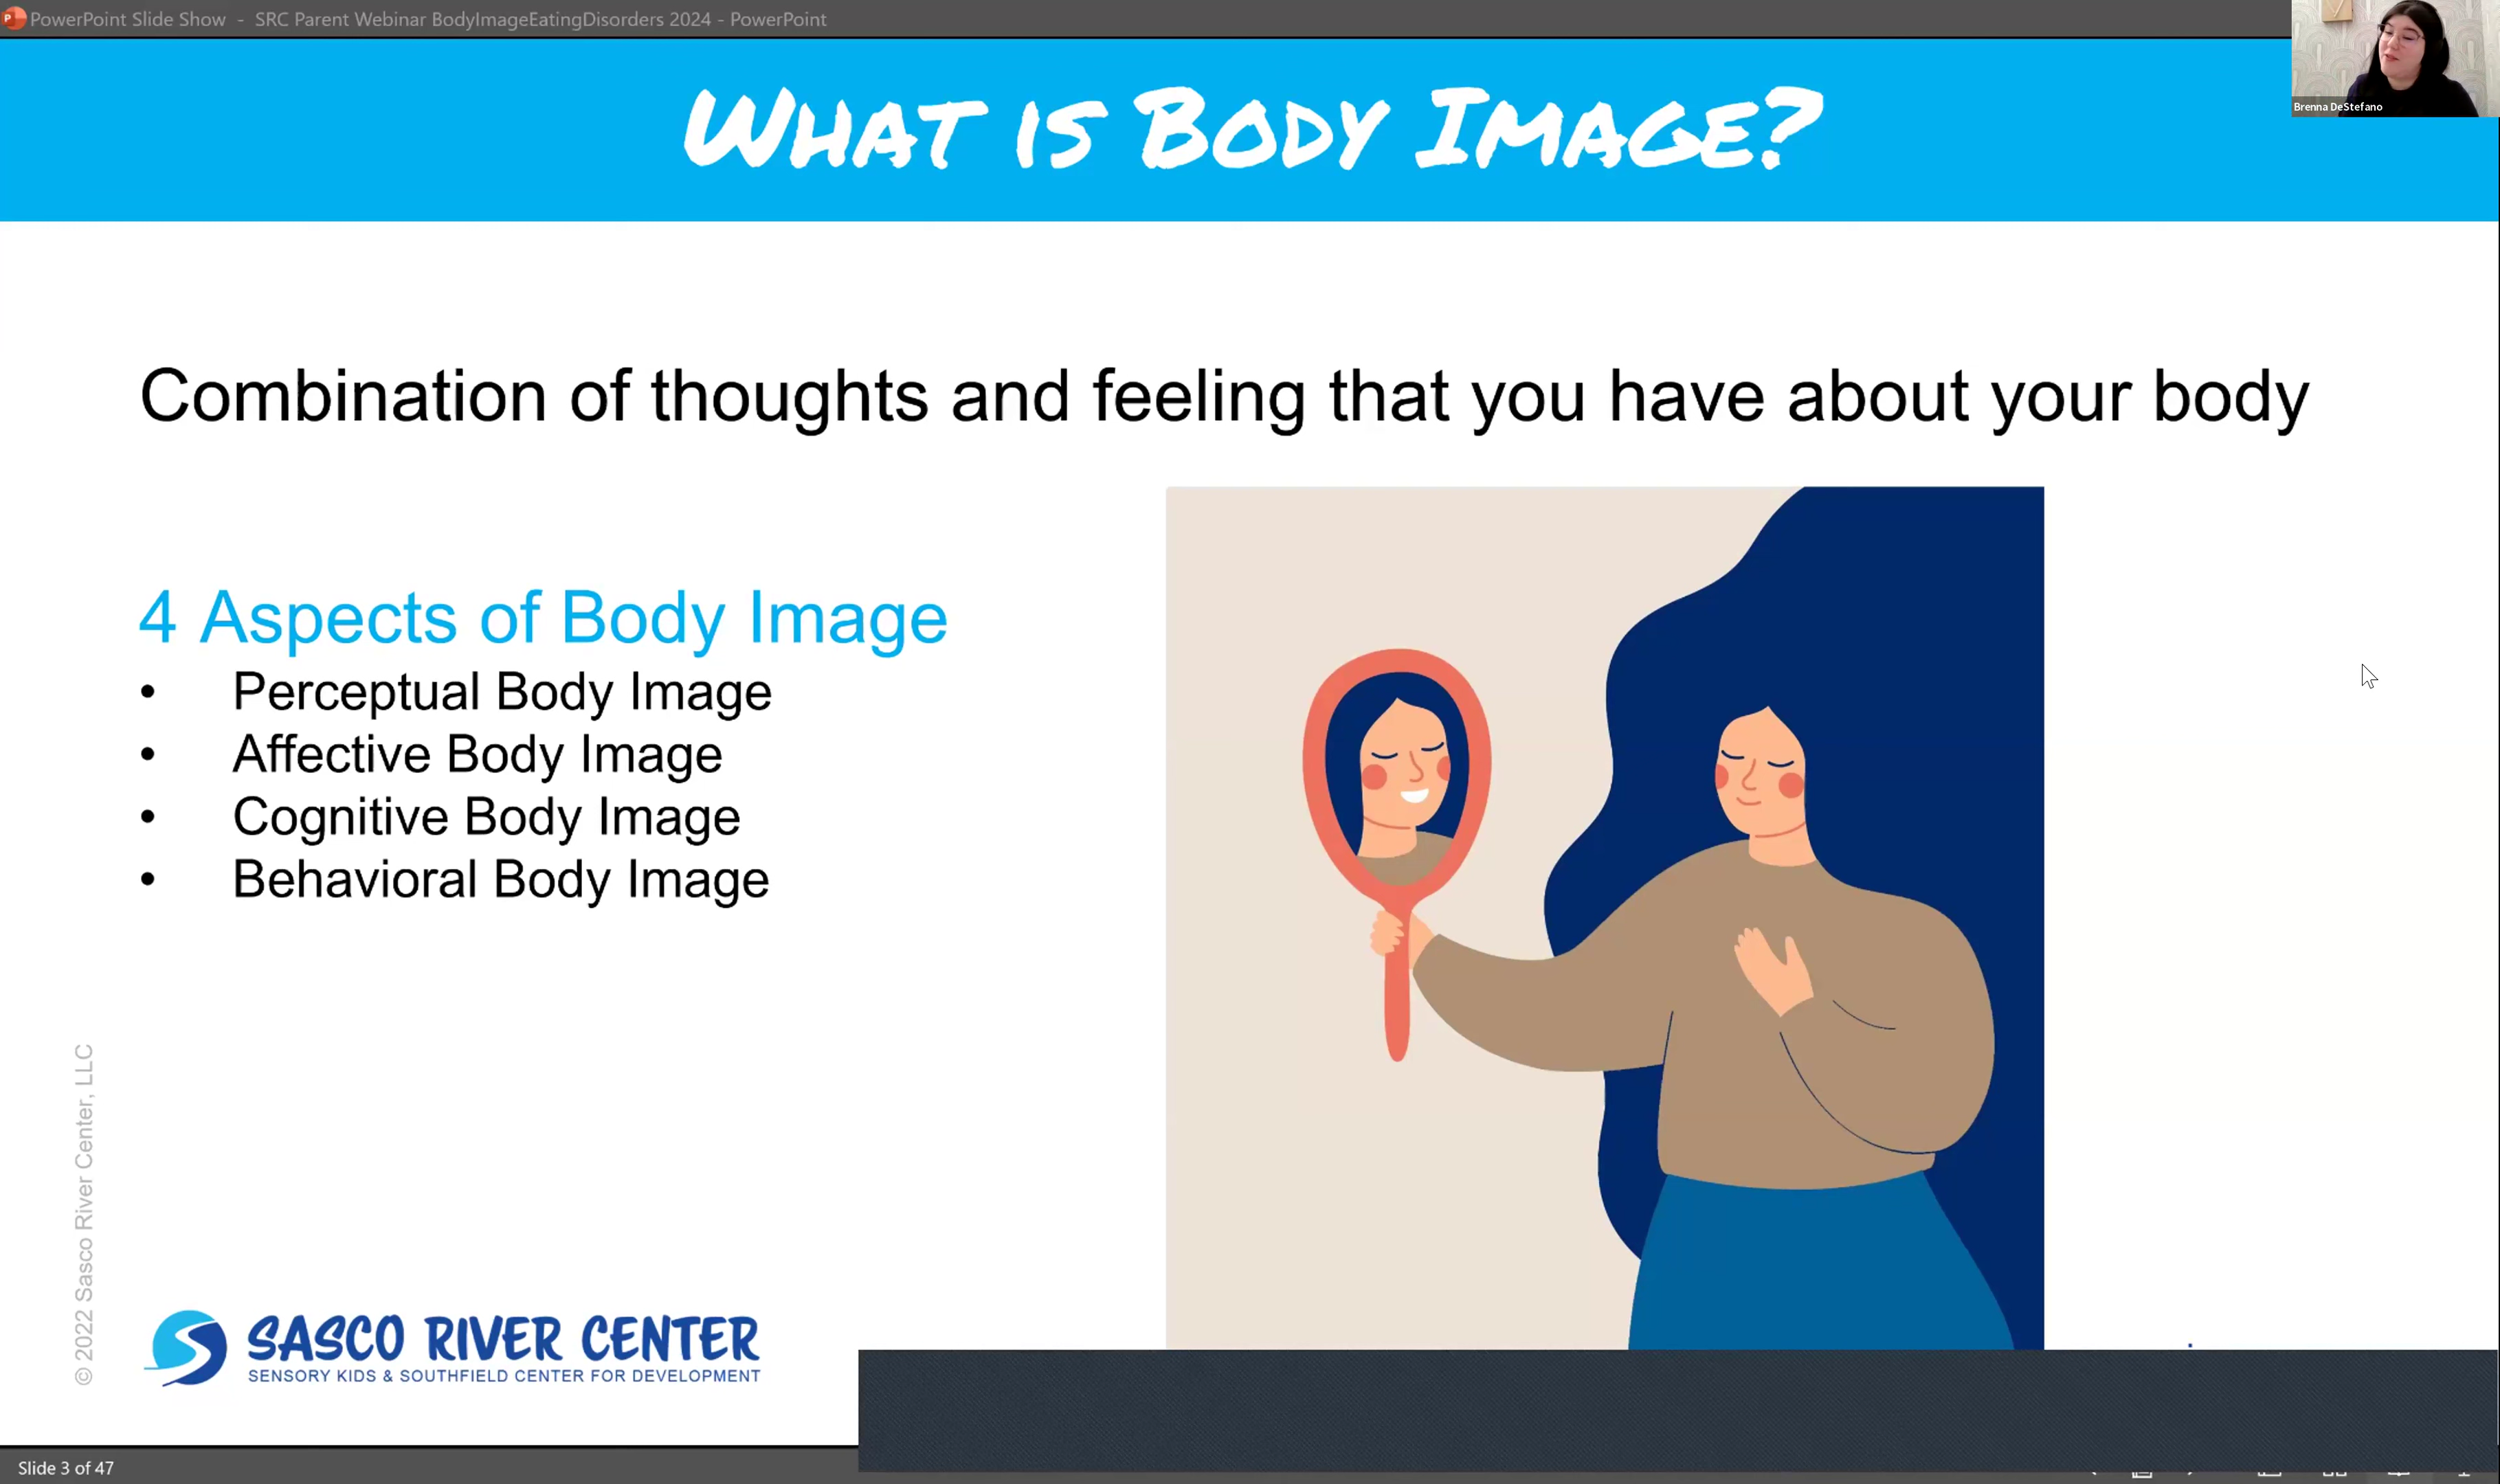 PowerPoint Slide Show - SRC Parent Webinar BodyImageEatingDisorders 2024 - PowerPoint
Brenna DeStefano
What is Body Image?
Combination of thoughts and feeling that you have about your body
4 Aspects of Body Image
• Perceptual Body Image
• Affective Body Image
• Cognitive Body Image
• Behavioral Body Image
© 2022 Sasco River Center, LLC
SASCO RIVER CENTER
SENSORY KIDS & SOUTHFIELD CENTER FOR DEVELOPMENT
Slide 3 of 47